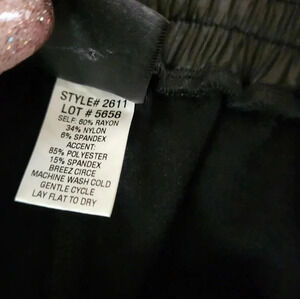 STYLE# 2611
LOT # 5656
SELF: 60% RAYON
34% NYLON
6% SPANDEX
ACCENT:
85% POLYESTER
15% SPANDEX
BREEZ CIRCE
MACHINE WASH COLD
GENTLE CYCLE
LAY FLAT TO DRY